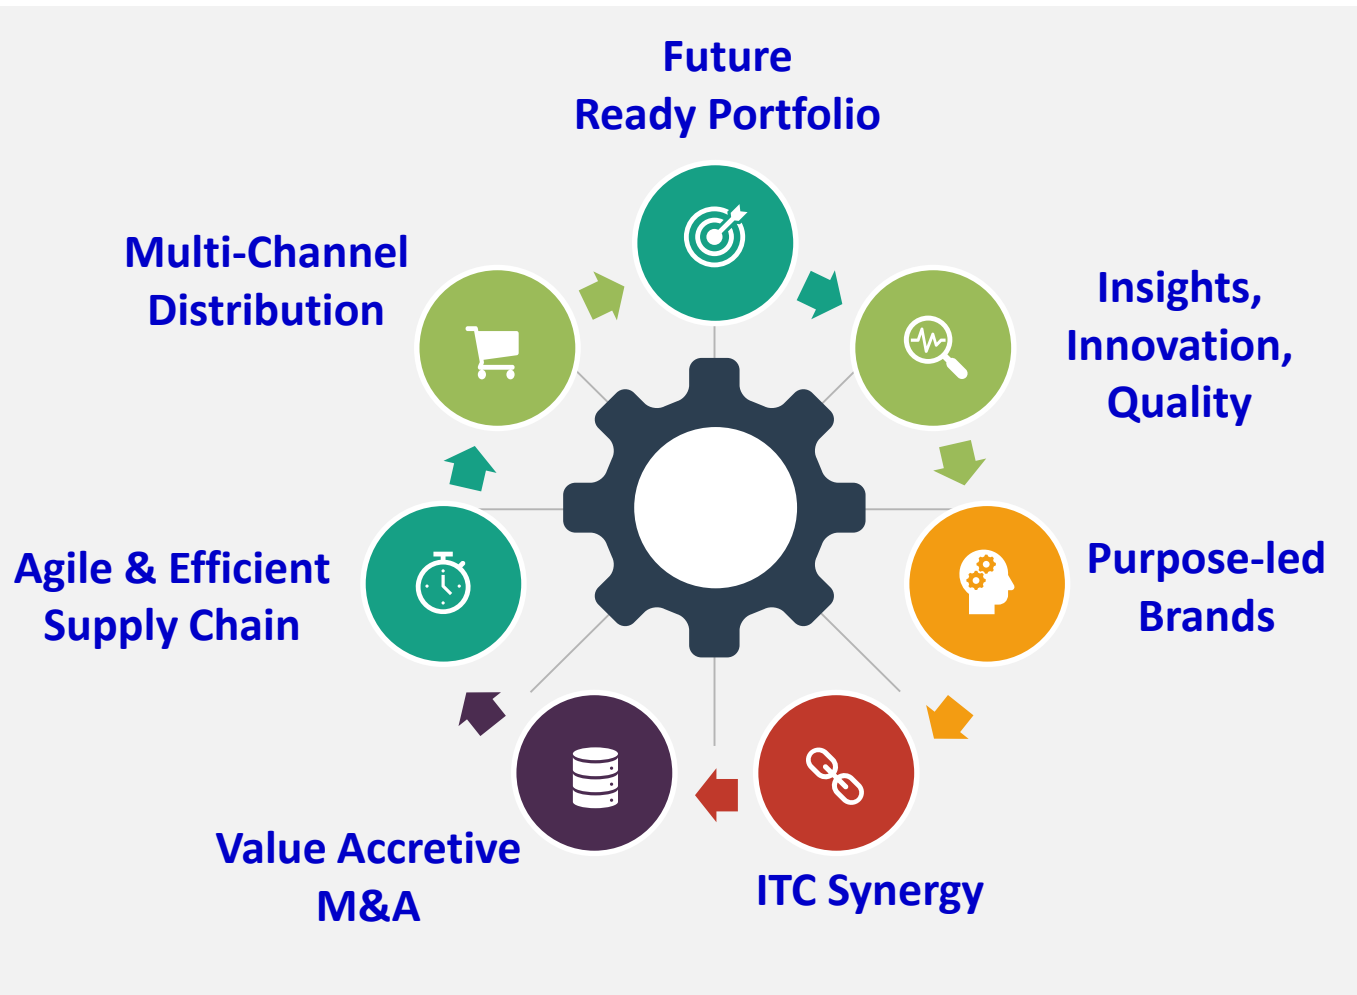 Future
Ready Portfolio
Multi-Channel
Distribution
Insights,
Innovation,
Quality
Agile & Efficient
Supply Chain
Purpose-led
Brands
Value Accretive
M&A
ITC Synergy